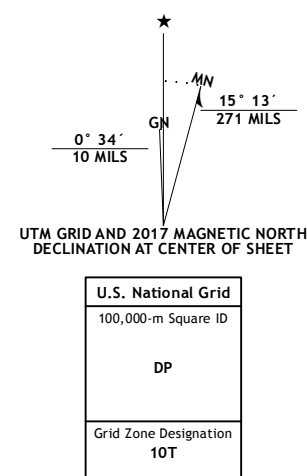 ★
MN
GN
15° 13´
271 MILS
0° 34´
10 MILS
UTM GRID AND 2017 MAGNETIC NORTH
DECLINATION AT CENTER OF SHEET
U.S. National Grid
100,000-m Square ID
DP
Grid Zone Designation
10T